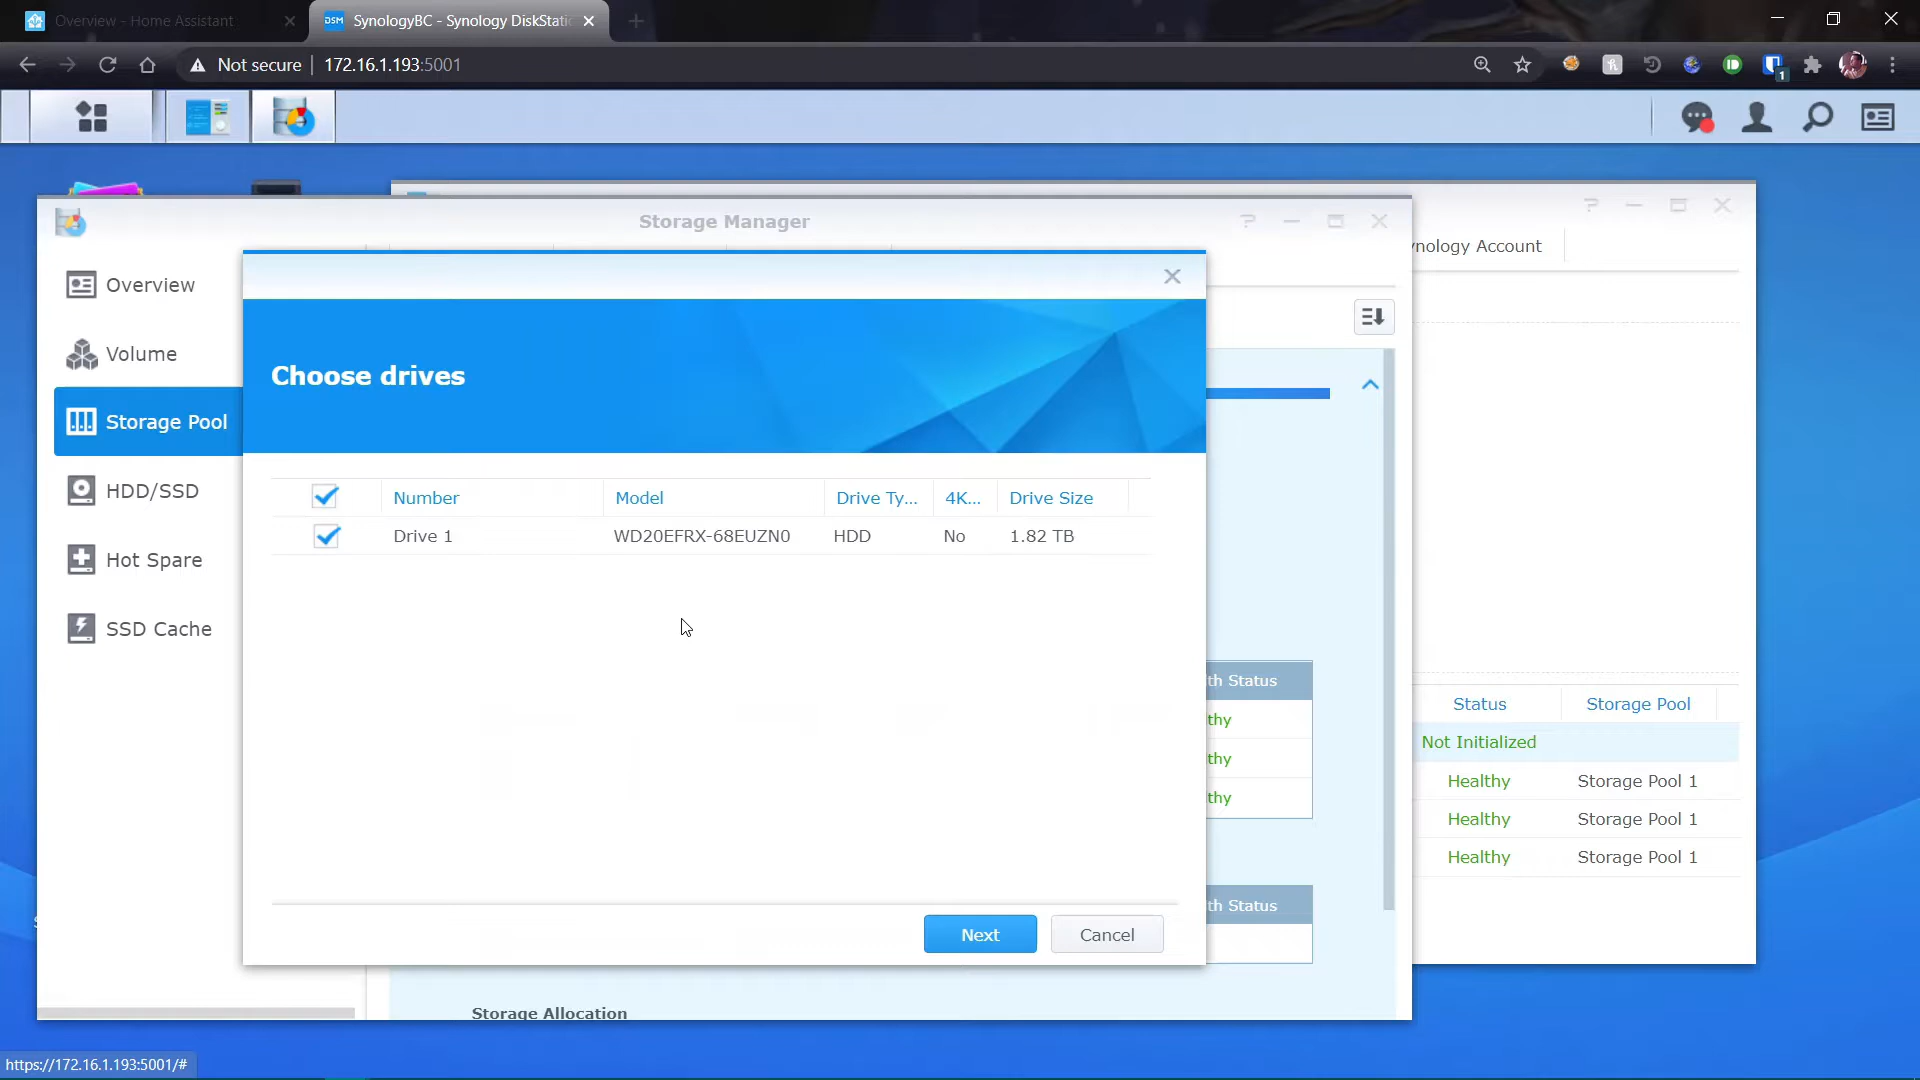 Overview - Home Assistant
DSM SynologyBC - Synology DiskStati
Not secure 172.16.1.193:5001
Storage Manager
ynology Account
Overview
Volume
Storage Pool
HDD/SSD
Hot Spare
SSD Cache
Choose drives
Number Model Drive Ty... 4K... Drive Size
Drive 1 WD20EFRX-68EUZN0 HDD No 1.82 TB
th Status
thy
thy
thy
th Status
Status Storage Pool
Not Initialized
Healthy Storage Pool 1
Healthy Storage Pool 1
Healthy Storage Pool 1
Next Cancel
Storage Allocation
https://172.16.1.193:5001/#